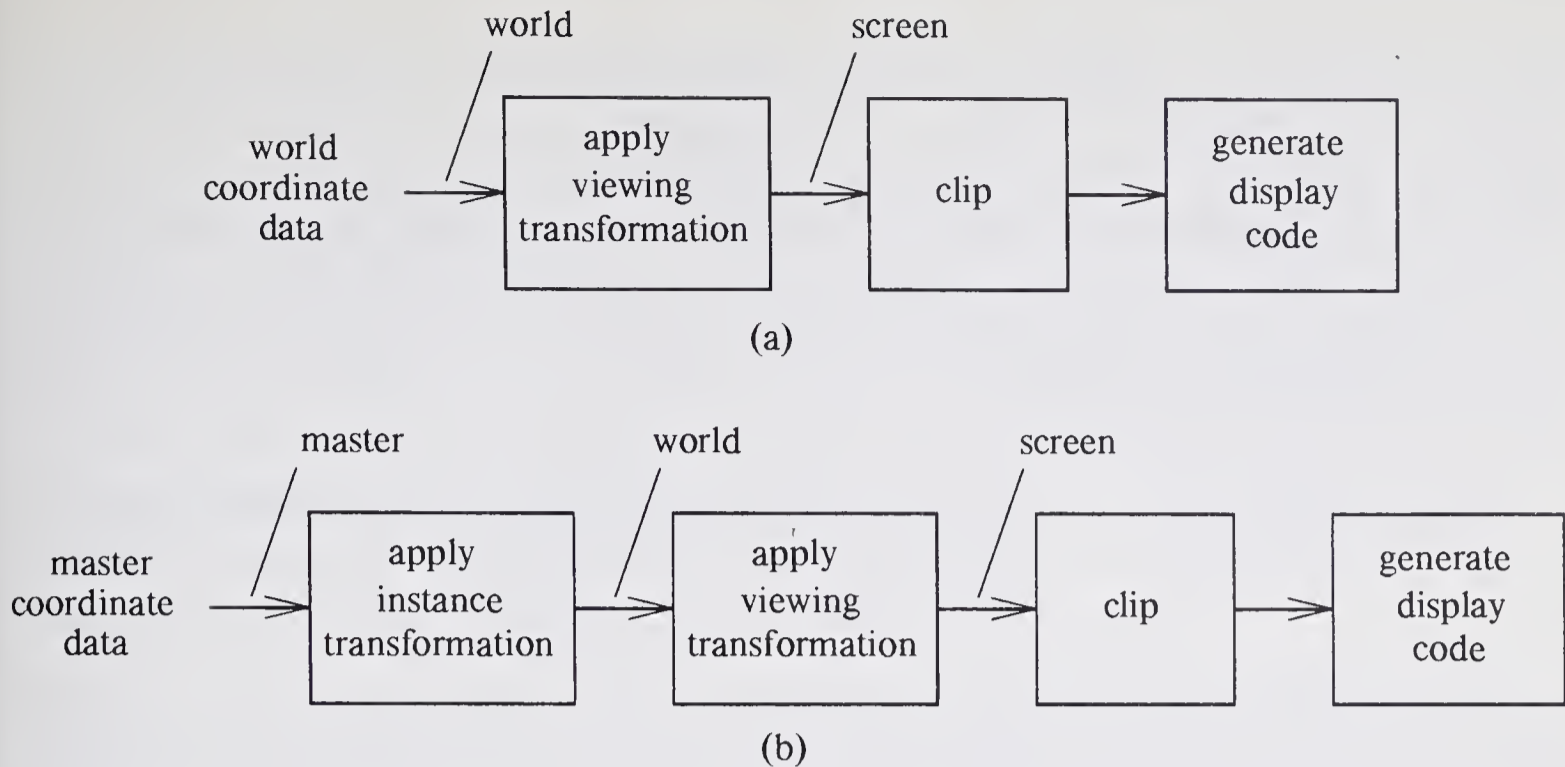 world
screen
world
coordinate
data
apply
viewing
transformation
clip
generate
display
code
(a)
master
world
screen
master
coordinate
data
apply
instance
transformation
apply
viewing
transformation
clip
generate
display
code
(b)